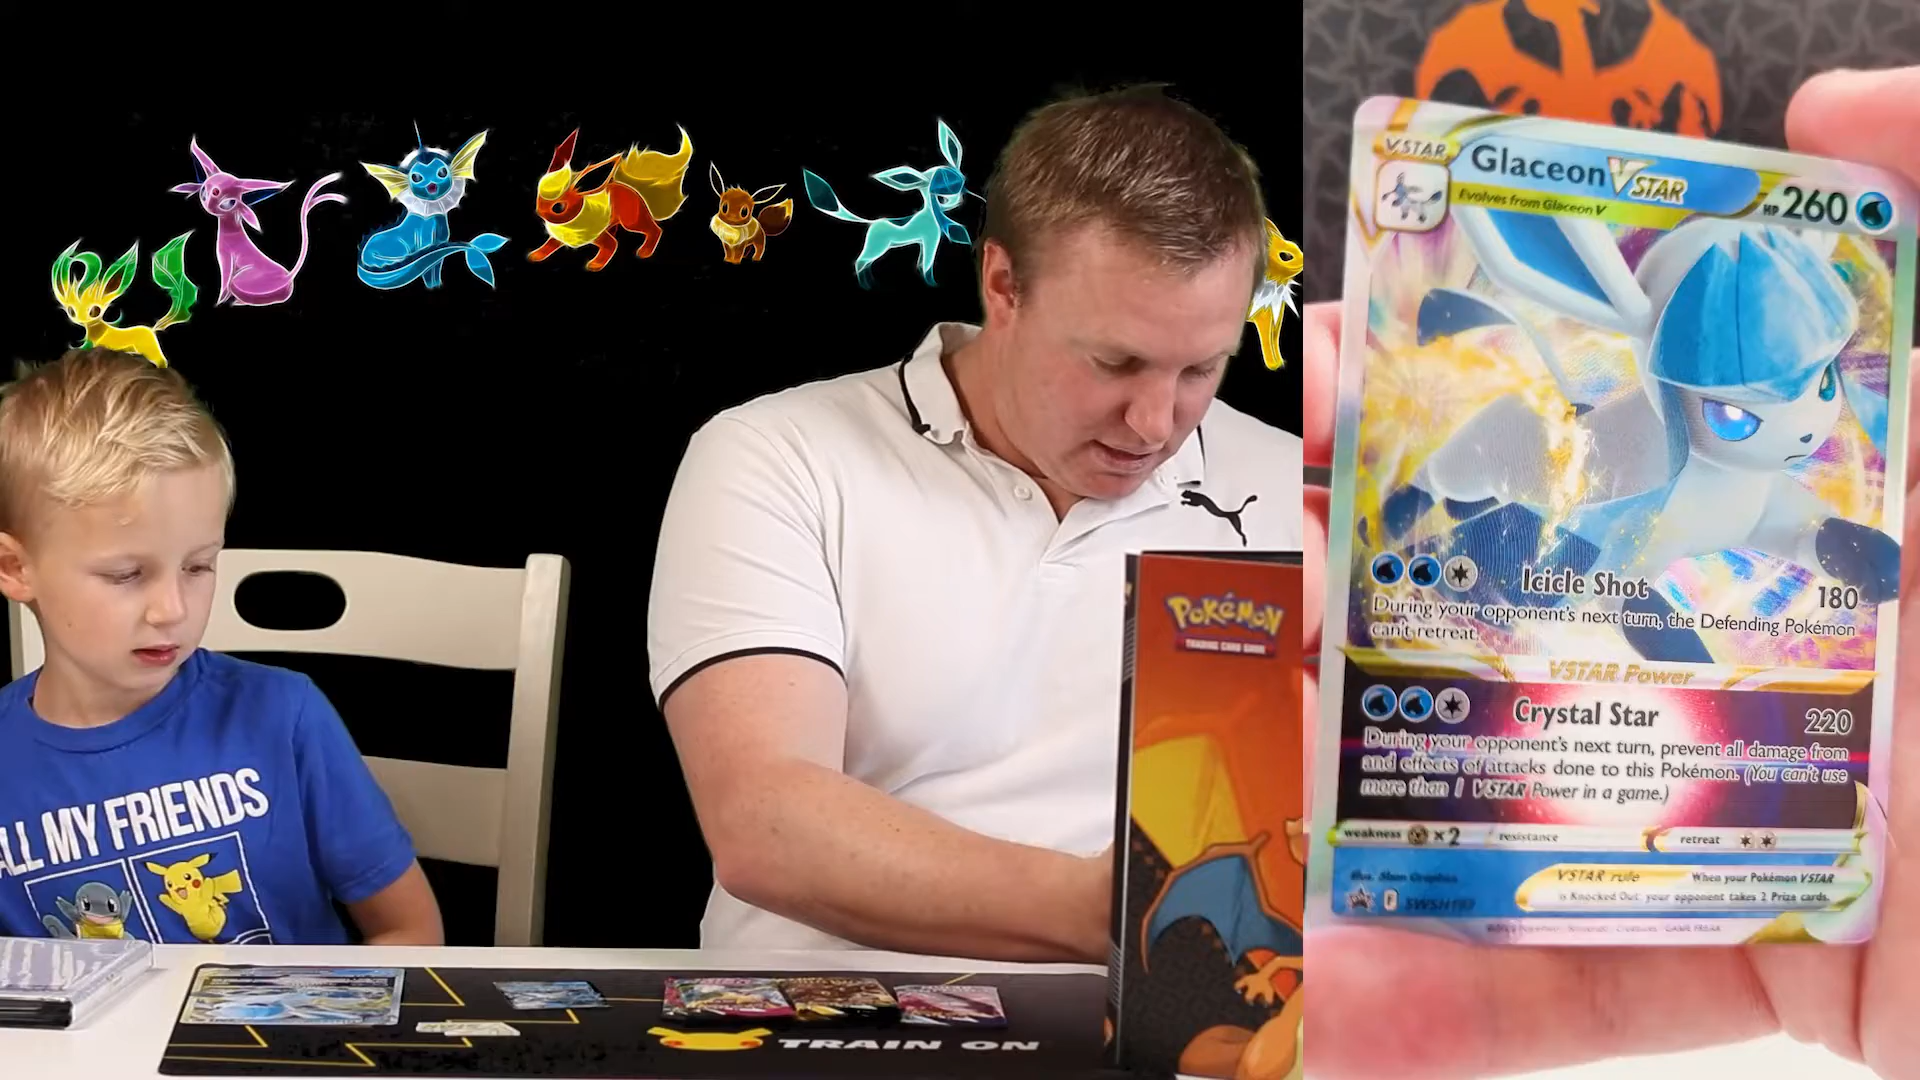 ALL MY FRIENDS
POKéMON
TRADING CARD GAME
TRAIN ON
VSTAR
Glaceon VSTAR
Evolves from Glaceon V
HP 260
Icicle Shot 180
During your opponent's next turn, the Defending Pokémon
can't retreat.
VSTAR Power
Crystal Star 220
During your opponent's next turn, prevent all damage from
and effects of attacks done to this Pokémon. (You can't use
more than 1 VSTAR Power in a game.)
weakness ×2 resistance retreat
VSTAR rule When your Pokémon VSTAR
is Knocked Out, your opponent takes 2 Prize cards.